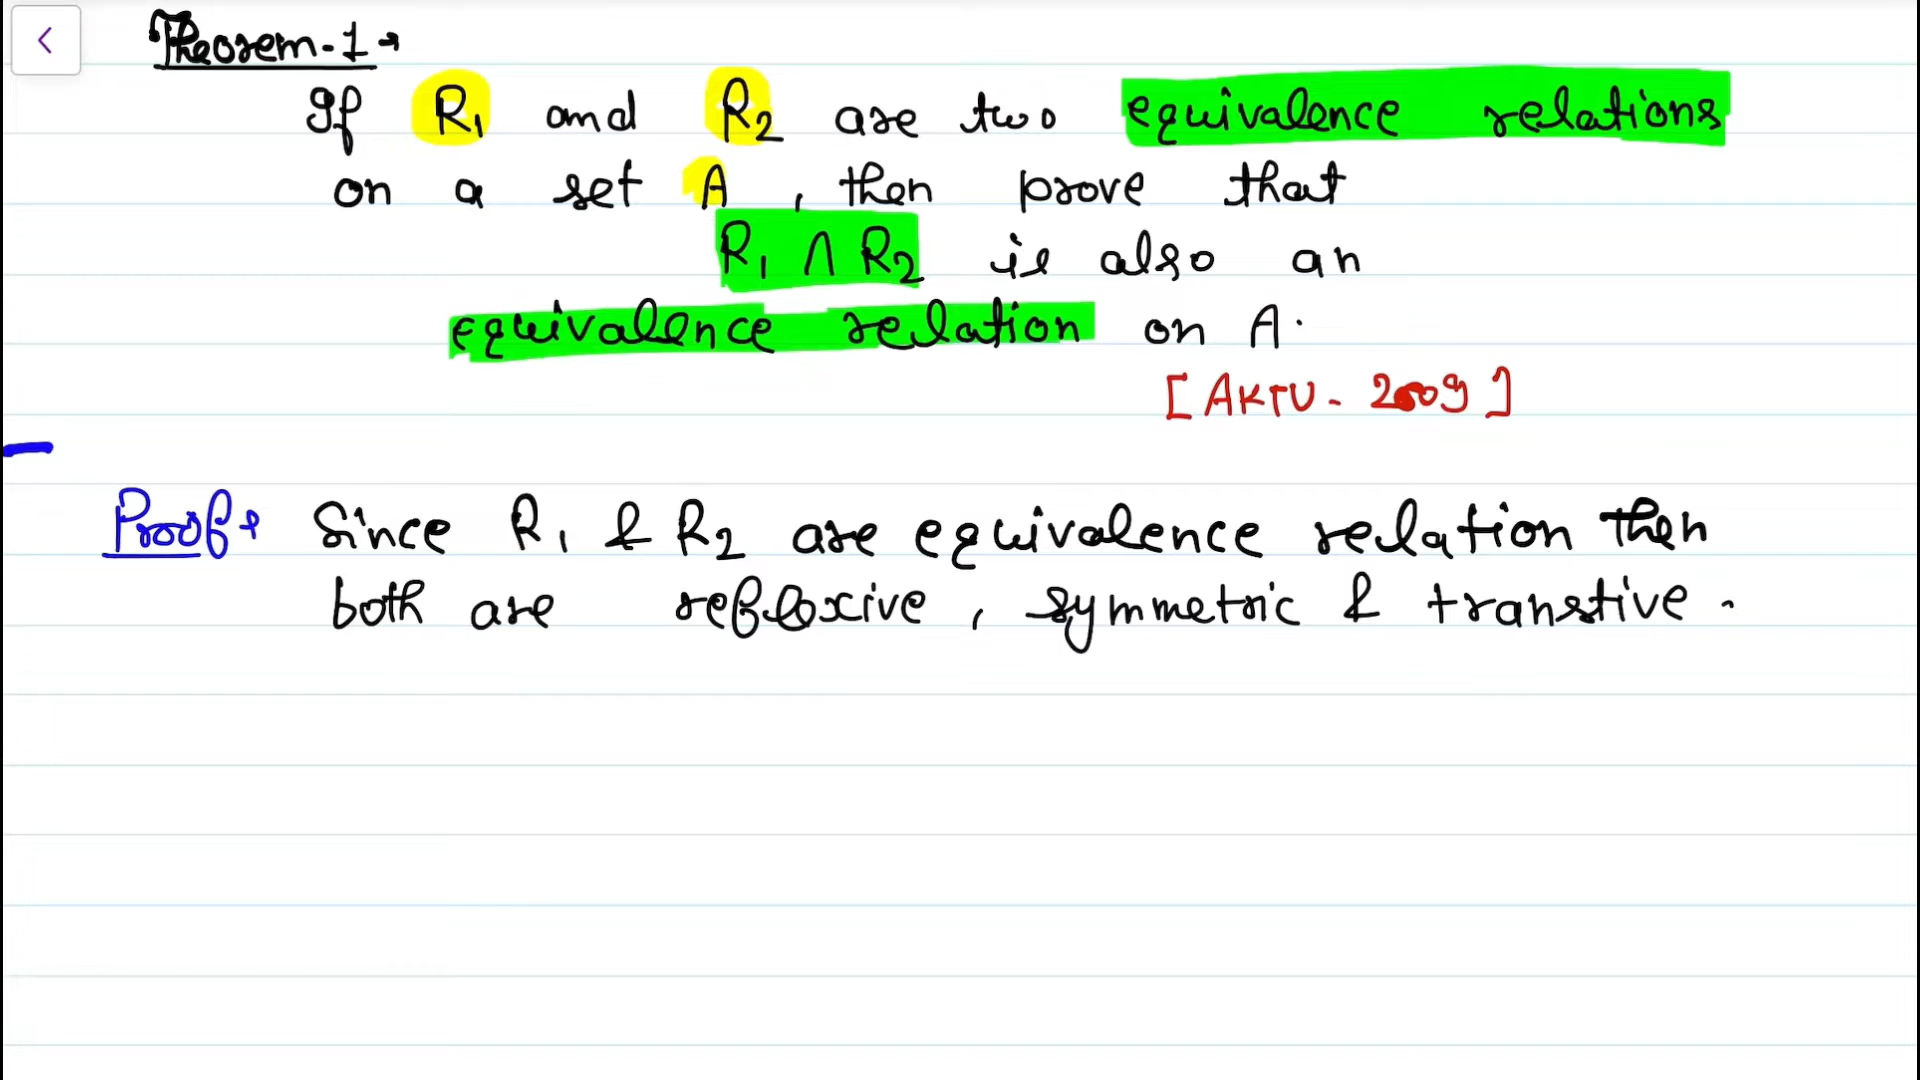 Theorem-1→
If R₁ and R₂ are two equivalence relations
on a set A, then prove that
R₁ ∩ R₂ is also an
equivalence relation on A.
[AKTU - 2009]
Proof→ Since R₁ & R₂ are equivalence relation then
both are reflexive, symmetric & transtive.